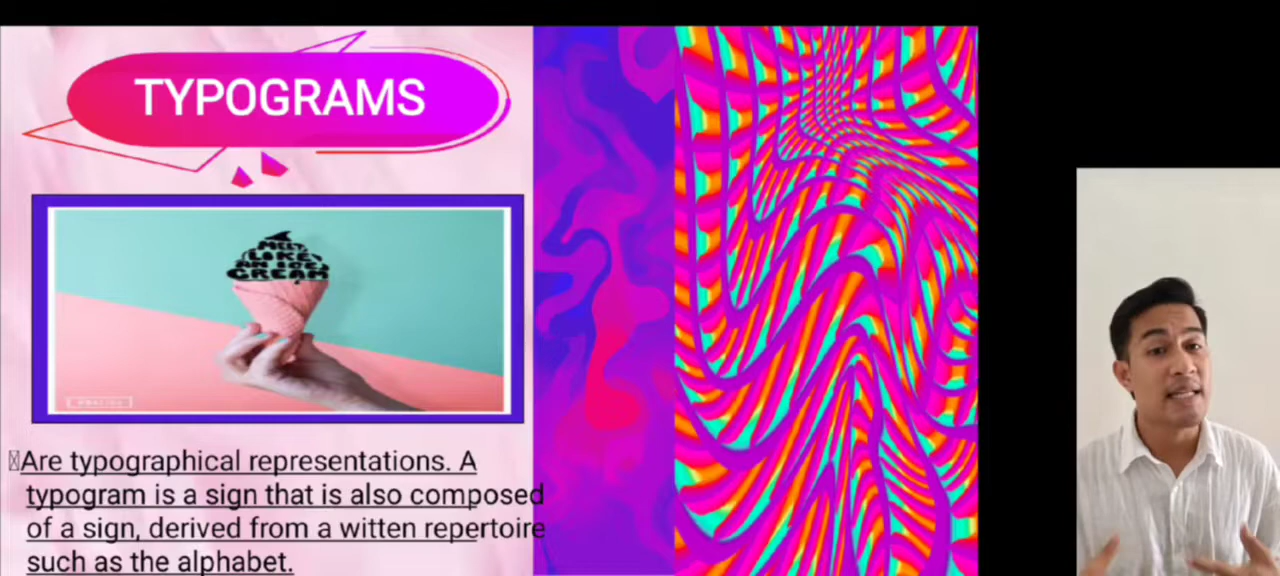 TYPOGRAMS
MELT
LIKE
AN ICE
CREAM
Are typographical representations. A
typogram is a sign that is also composed
of a sign, derived from a witten repertoire
such as the alphabet.